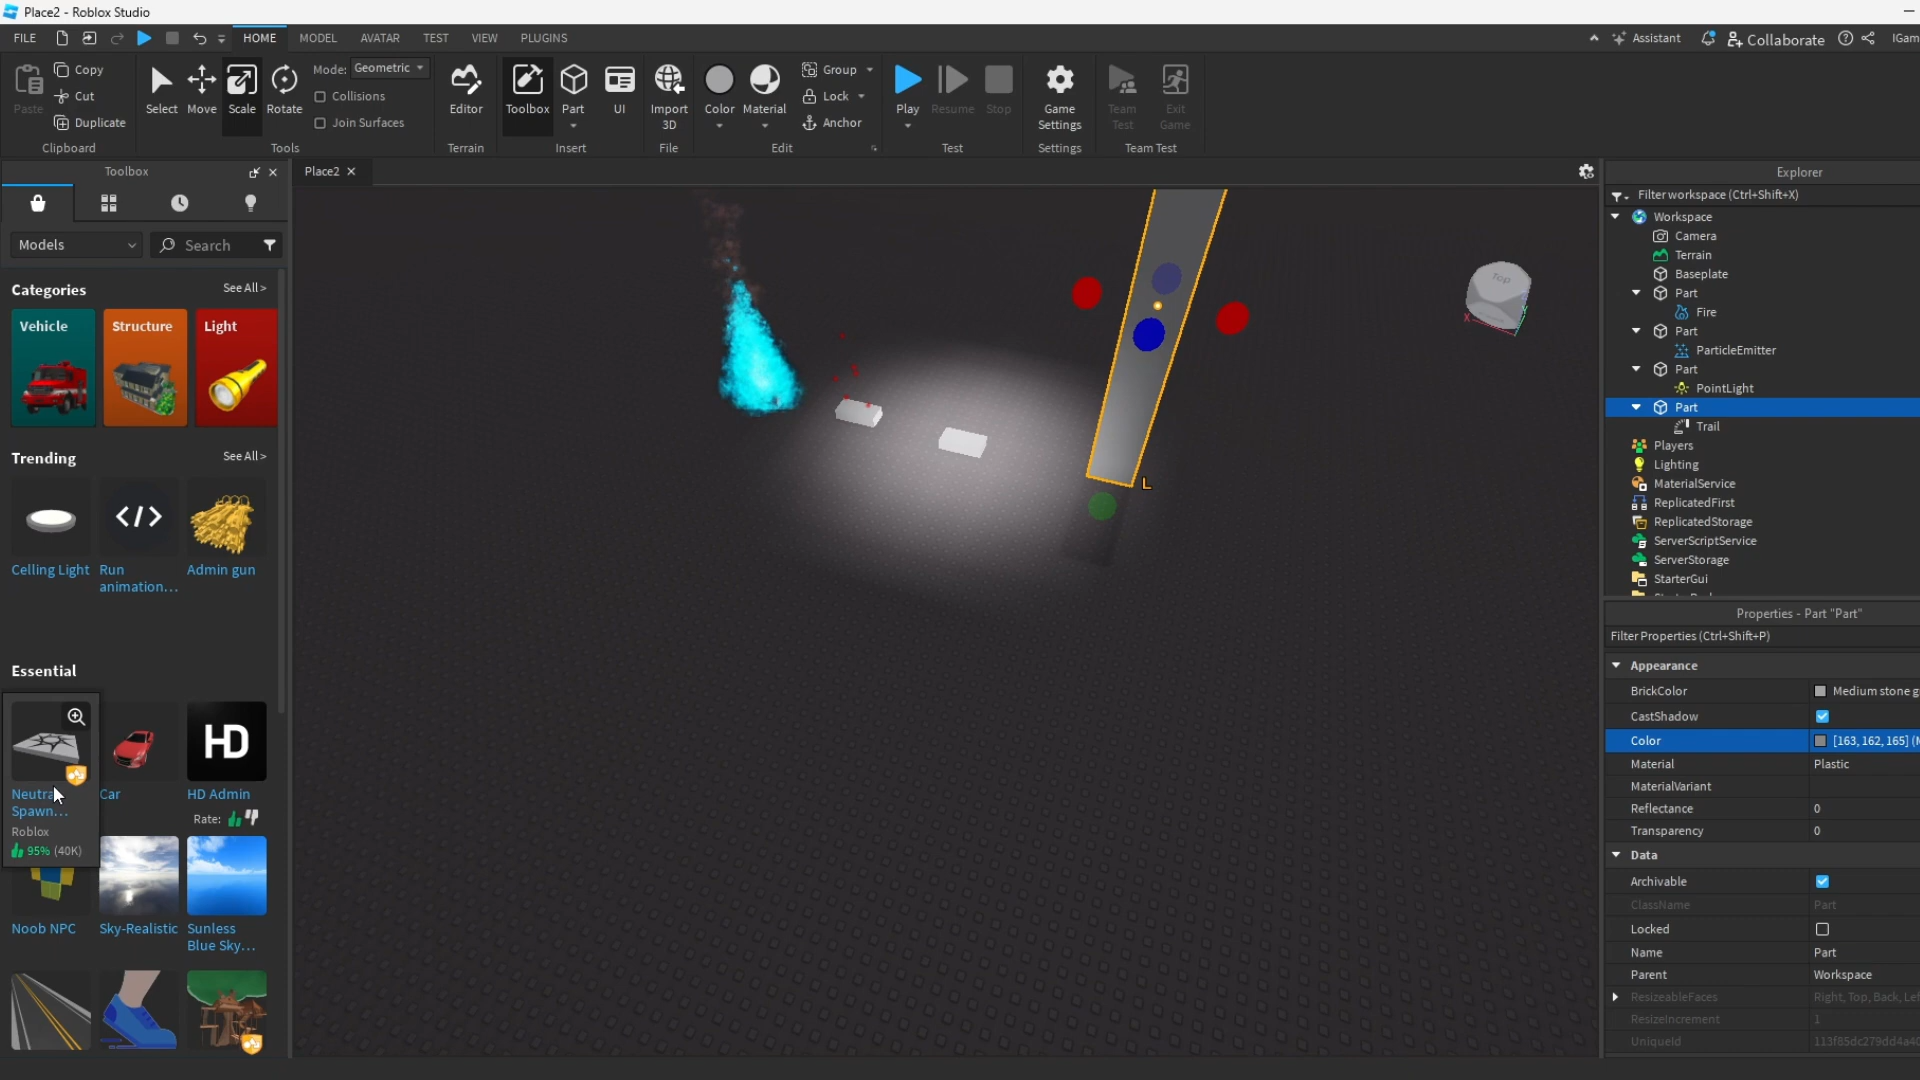 Place2 - Roblox Studio
FILE
HOME
MODEL
AVATAR
TEST
VIEW
PLUGINS
Assistant
Collaborate
IGam
Paste
Copy
Cut
Duplicate
Clipboard
Select
Move
Scale
Rotate
Mode: Geometric
Collisions
Join Surfaces
Tools
Editor
Terrain
Toolbox
Part
UI
Insert
Import
3D
File
Color
Material
Group
Lock
Anchor
Edit
Play
Resume
Stop
Test
Game
Settings
Settings
Team
Test
Exit
Game
Team Test
Toolbox
Models
Search
Categories
See All >
Vehicle
Structure
Light
Trending
See All >
Celling Light
Run
animation...
Admin gun
Essential
Neutra
Spawn...
Roblox
95% (40K)
Car
HD
HD Admin
Rate:
Noob NPC
Sky-Realistic
Sunless
Blue Sky...
Place2
Top
X
L
Explorer
Filter workspace (Ctrl+Shift+X)
Workspace
Camera
Terrain
Baseplate
Part
Fire
Part
ParticleEmitter
Part
PointLight
Part
Trail
Players
Lighting
MaterialService
ReplicatedFirst
ReplicatedStorage
ServerScriptService
ServerStorage
StarterGui
Properties - Part "Part"
Filter Properties (Ctrl+Shift+P)
Appearance
BrickColor Medium stone g
CastShadow
Color [163, 162, 165] (M
Material Plastic
MaterialVariant
Reflectance 0
Transparency 0
Data
Archivable
ClassName Part
Locked
Name Part
Parent Workspace
ResizeableFaces Right, Top, Back, Le
ResizeIncrement 1
UniqueId 113f85dc279dd4a40